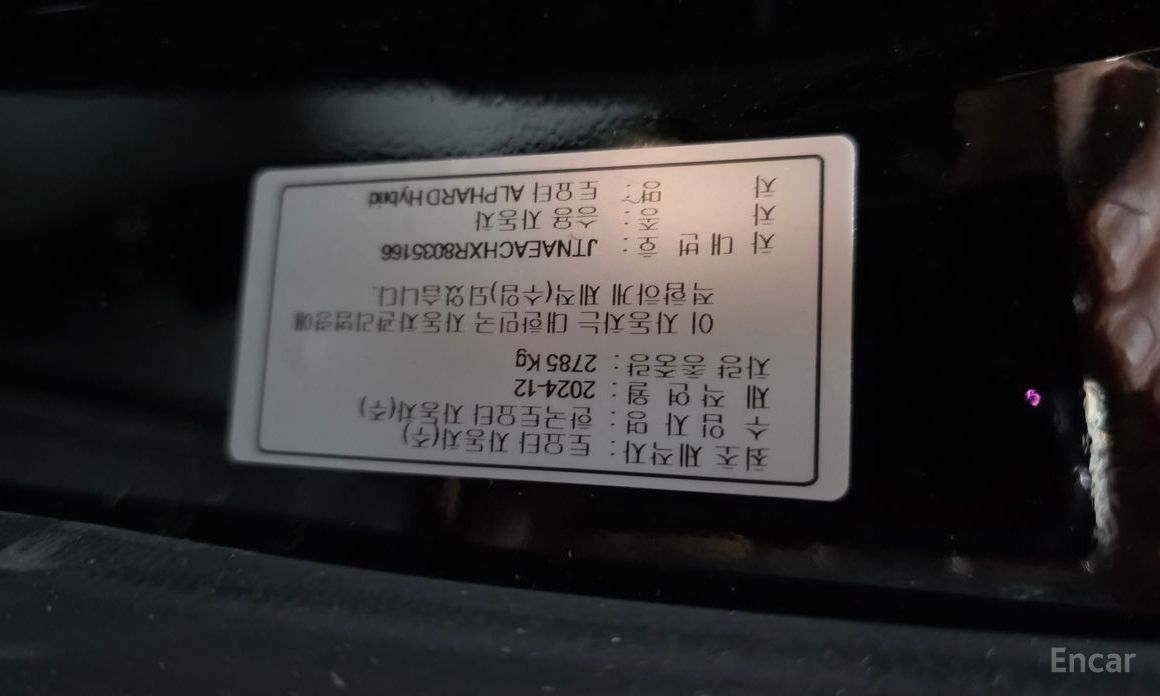 최초 제작자 : 토요타 자동차(주)
수 입 자 명 : 한국토요타 자동차(주)
제 작 연 월 : 2024-12
차량 총중량 : 2785 Kg
이 자동차는 대한민국 자동차관리법령에
적합하게 제작(수입)되었습니다.
차 대 번 호 : JTNAEACHXR8035166
차 종 : 승용 자동차
차 명 : 토요타 ALPHARD Hybrid
Encar